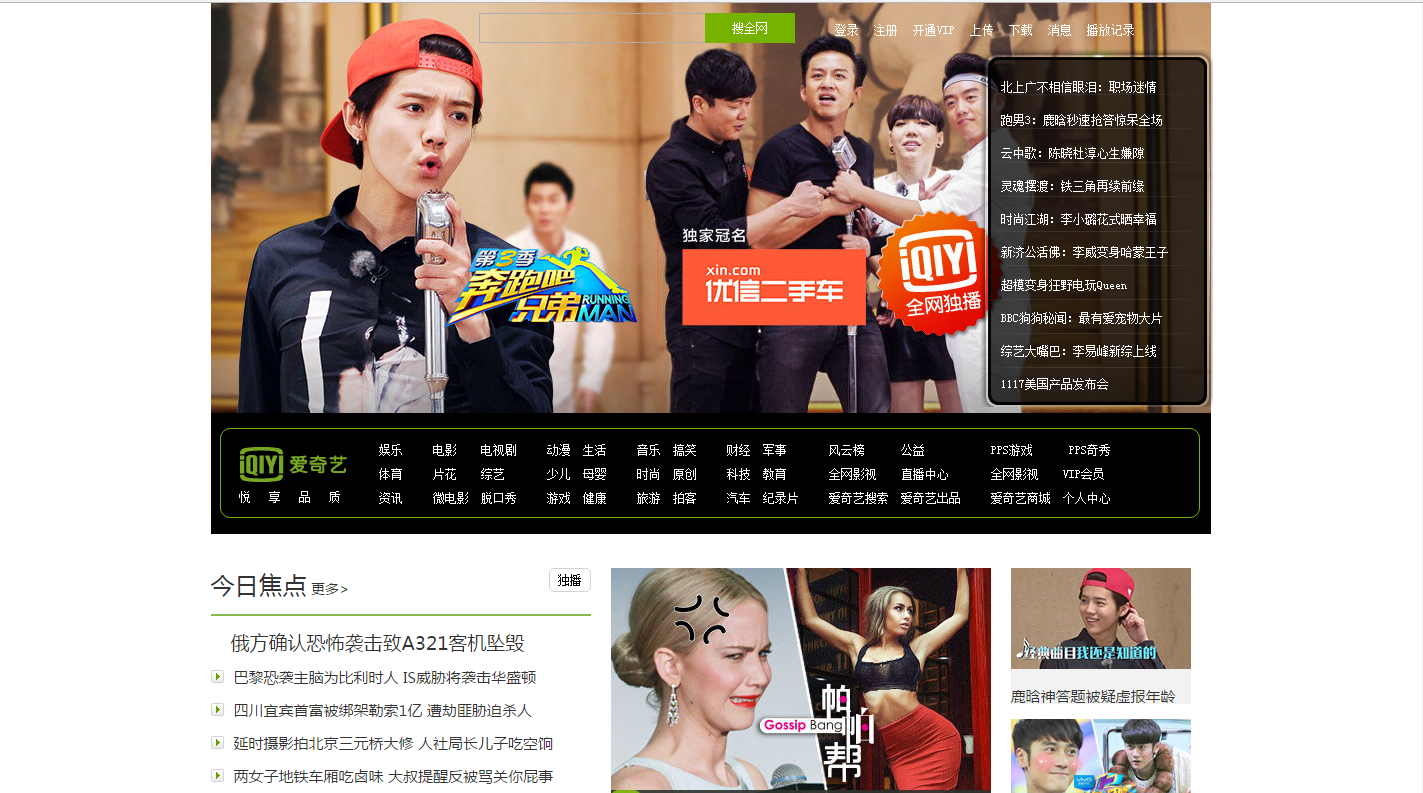 搜全网
登录 注册 开通VIP 上传 下载 消息 播放记录
北上广不相信眼泪：职场迷情
跑男3：鹿晗秒速抢答惊呆全场
云中歌：陈晓杜淳心生嫌隙
灵魂摆渡：铁三角再续前缘
时尚江湖：李小璐花式晒幸福
新济公活佛：李威变身哈蒙王子
超模变身狂野电玩Queen
BBC狗狗秘闻：最有爱宠物大片
综艺大嘴巴：李易峰新综上线
1117美国产品发布会
第3季
奔跑吧
兄弟
RUNNING MAN
独家冠名
xin.com
优信二手车
iQIYI
全网独播
iQIYI 爱奇艺
悦 享 品 质
娱乐 电影 电视剧 动漫 生活 音乐 搞笑 财经 军事 风云榜 公益 PPS游戏 PPS奇秀
体育 片花 综艺 少儿 母婴 时尚 原创 科技 教育 全网影视 直播中心 全网影视 VIP会员
资讯 微电影 脱口秀 游戏 健康 旅游 拍客 汽车 纪录片 爱奇艺搜索 爱奇艺出品 爱奇艺商城 个人中心
今日焦点 更多>
独播
俄方确认恐怖袭击致A321客机坠毁
巴黎恐袭主脑为比利时人 IS威胁将袭击华盛顿
四川宜宾首富被绑架勒索1亿 遭劫匪胁迫杀人
延时摄影拍北京三元桥大修 人社局长儿子吃空饷
两女子地铁车厢吃卤味 大叔提醒反被骂关你屁事
Gossip Bang
帕帕帮
经典曲目我还是知道的
鹿晗神答题被疑虚报年龄
vivo